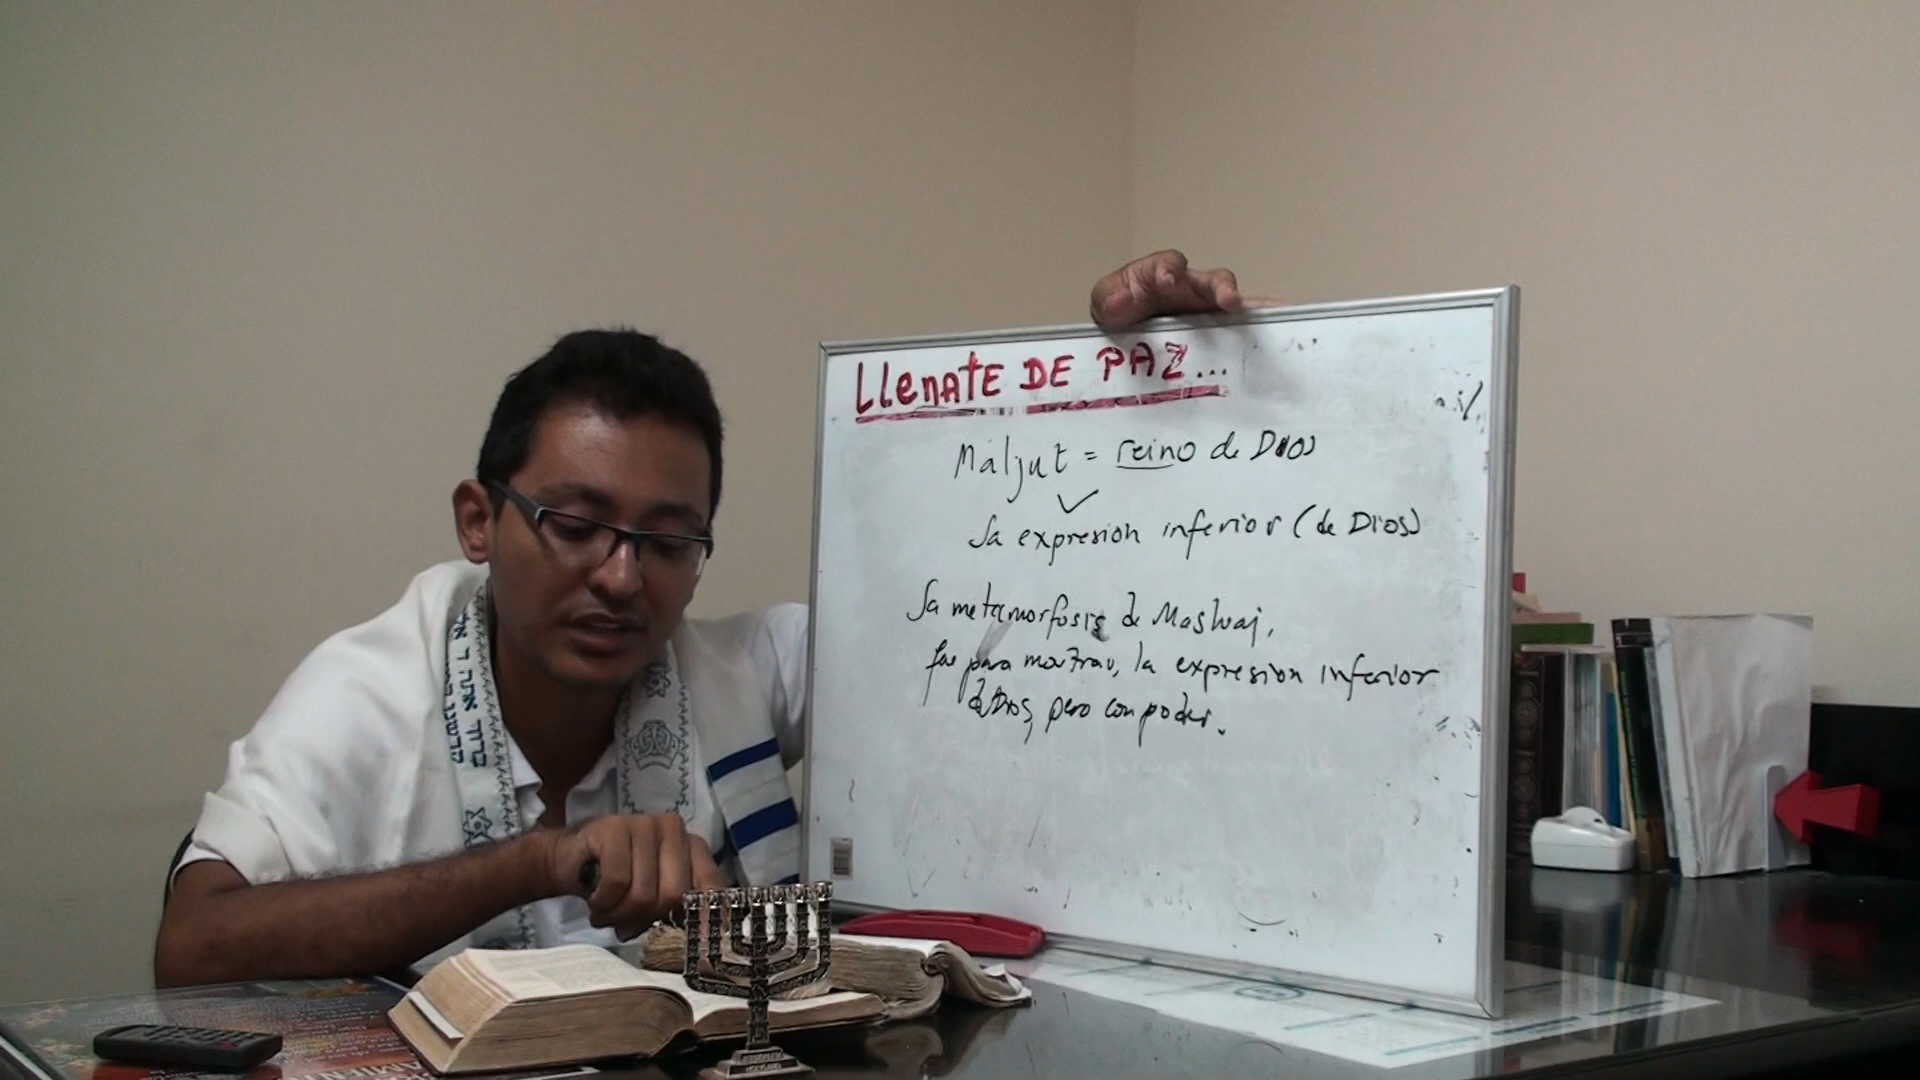 LLenATE DE PAZ...
Maljut = reino de Dios
La expresion inferior (de Dios)
La metamorfosis de Mashiaj,
fue para mostrar, la expresion inferior
de Dios, pero con poder.